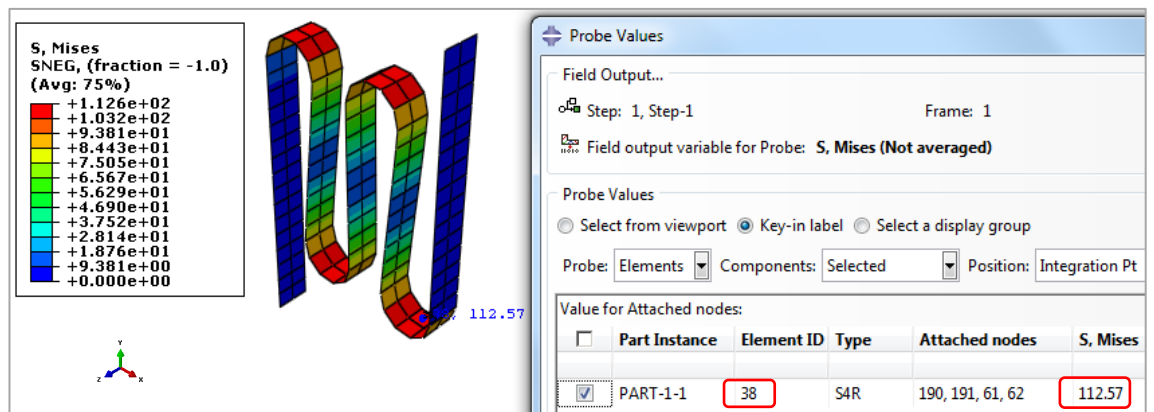 S, Mises
SNEG, (fraction = -1.0)
(Avg: 75%)
+1.126e+02
+1.032e+02
+9.381e+01
+8.443e+01
+7.505e+01
+6.567e+01
+5.629e+01
+4.690e+01
+3.752e+01
+2.814e+01
+1.876e+01
+9.381e+00
+0.000e+00
112.57
Y
Z X
Probe Values
Field Output...
Step: 1, Step-1 Frame: 1
Field output variable for Probe: S, Mises (Not averaged)
Probe Values
Select from viewport Key-in label Select a display group
Probe: Elements Components: Selected Position: Integration Pt
Value for Attached nodes:
Part Instance Element ID Type Attached nodes S, Mises
PART-1-1 38 S4R 190, 191, 61, 62 112.57